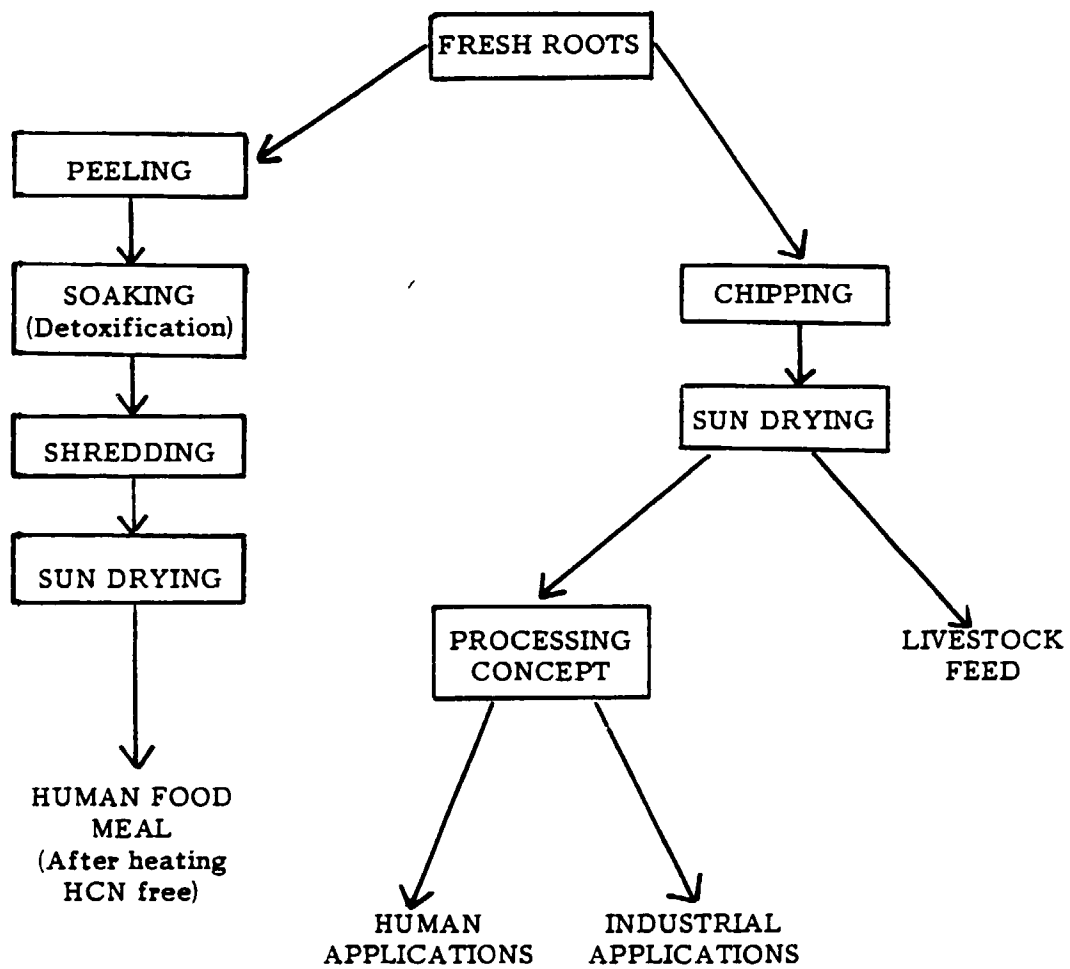 FRESH ROOTS
PEELING
SOAKING
(Detoxification)
SHREDDING
SUN DRYING
HUMAN FOOD
MEAL
(After heating
HCN free)
CHIPPING
SUN DRYING
PROCESSING
CONCEPT
LIVESTOCK
FEED
HUMAN
APPLICATIONS
INDUSTRIAL
APPLICATIONS